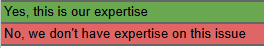 Yes, this is our expertise
No, we don't have expertise on this issue